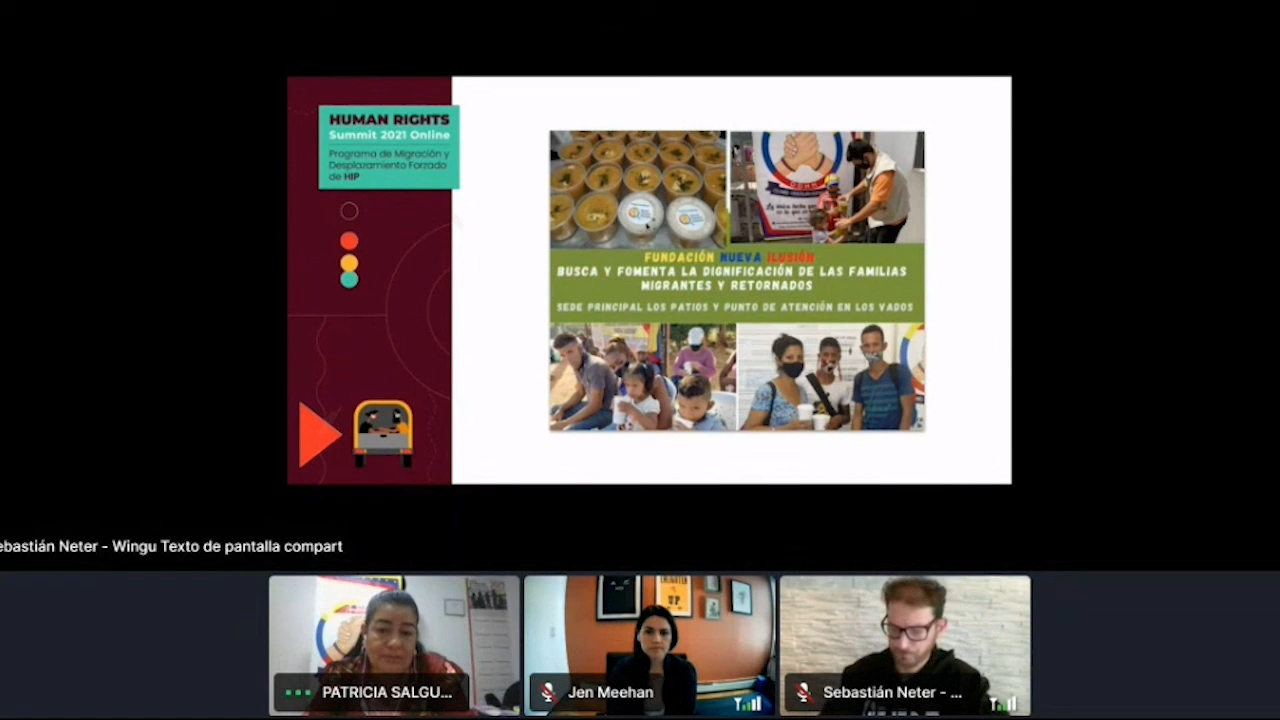 HUMAN RIGHTS
Summit 2021 Online
Programa de Migración y
Desplazamiento Forzado
de HIP
FUNDACIÓN NUEVA ILUSIÓN
BUSCA Y FOMENTA LA DIGNIFICACIÓN DE LAS FAMILIAS
MIGRANTES Y RETORNADOS
SEDE PRINCIPAL LOS PATIOS Y PUNTO DE ATENCIÓN EN LOS VADOS
ebastián Neter - Wingu Texto de pantalla compart
UP
PATRICIA SALGU...
Jen Meehan
Sebastián Neter - ...